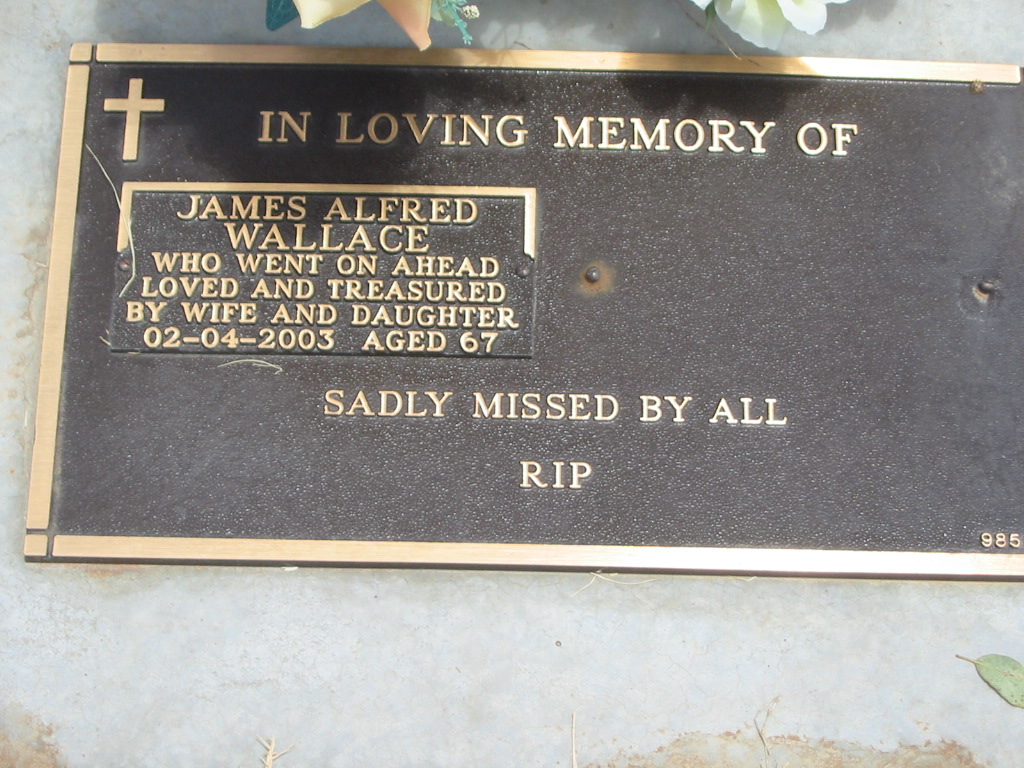 IN LOVING MEMORY OF
JAMES ALFRED
WALLACE
WHO WENT ON AHEAD
LOVED AND TREASURED
BY WIFE AND DAUGHTER
02-04-2003 AGED 67
SADLY MISSED BY ALL
RIP
985